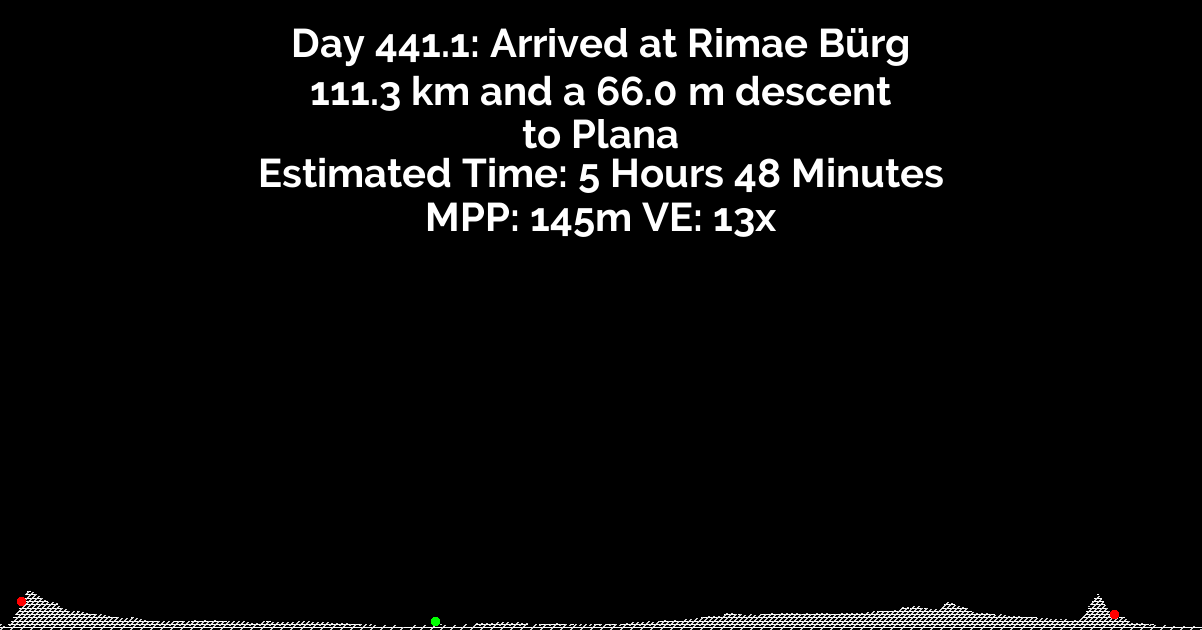 Day 441.1: Arrived at Rimae Bürg
111.3 km and a 66.0 m descent
to Plana
Estimated Time: 5 Hours 48 Minutes
MPP: 145m VE: 13x